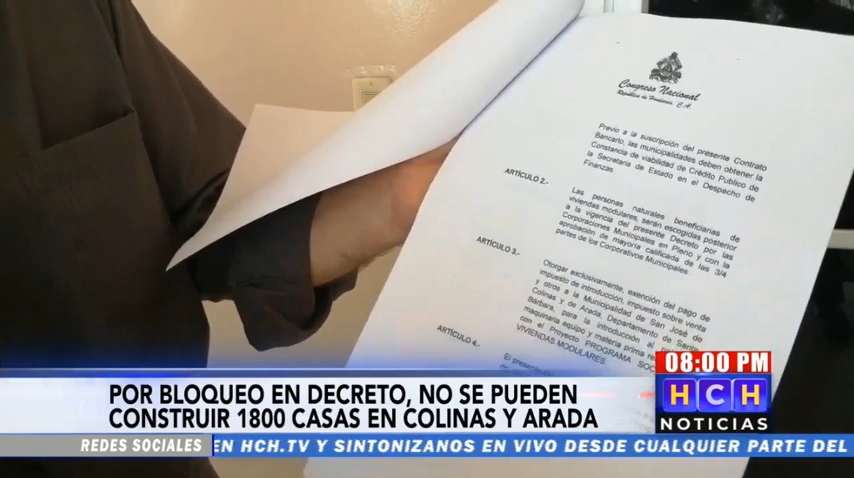 Congreso Nacional
República de Honduras, C.A.
Previo a la suscripción del presente Contrato
Bancario, las municipalidades deben obtener la
Constancia de viabilidad de Crédito Publico de
la Secretaria de Estado en el Despacho de
Finanzas.
ARTÍCULO 2.-
Las personas naturales beneficiarias de
viviendas modulares, serán escogidas posterior
a la vigencia del presente Decreto por las
Corporaciones Municipales en Pleno y con la
aprobación de mayoría calificada de las 3/4
partes de los Corporativos Municipales.
ARTÍCULO 3.-
Otorgar exclusivamente, exención del pago de
impuesto de introducción, impuesto sobre venta
y otros a la Municipalidad de San José de
Colinas y de Arada, Departamento de Santa
Bárbara, para la introducción al
maquinaria equipo y materia prima
con el Proyecto PROGRAMA
VIVIENDAS MODULARES.
ARTÍCULO 4.-
El presente
08:00 PM
POR BLOQUEO EN DECRETO, NO SE PUEDEN
CONSTRUIR 1800 CASAS EN COLINAS Y ARADA
HCH
NOTICIAS
REDES SOCIALES
EN HCH.TV Y SINTONIZANOS EN VIVO DESDE CUALQUIER PARTE DEL